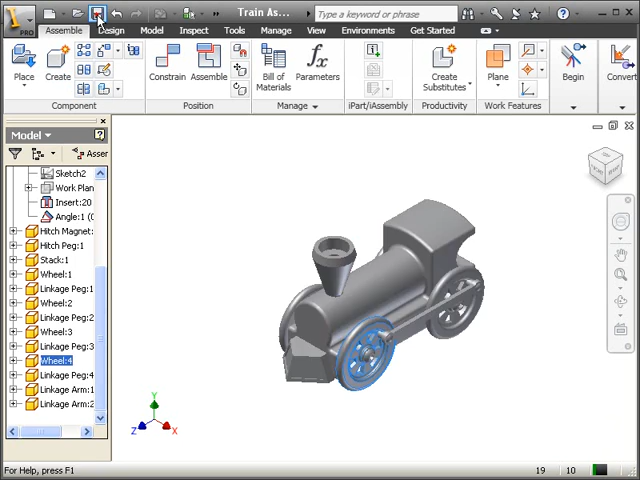 Train As...
Type a keyword or phrase
PRO
Assemble
Design
Model
Inspect
Tools
Manage
View
Environments
Get Started
Place
Create
Constrain
Assemble
Bill of
Materials
Parameters
Create
Substitutes
Plane
Begin
Convert
Component
Position
Manage
iPart/iAssembly
Productivity
Work Features
Model
Asser
Sketch2
Work Plan
Insert:20
Angle:1 (0
Hitch Magnet:
Hitch Peg:1
Stack:1
Wheel:1
Linkage Peg:1
Wheel:2
Linkage Peg:2
Wheel:3
Linkage Peg:3
Wheel:4
Linkage Peg:4
Linkage Arm:1
Linkage Arm:2
Y
Z
X
For Help, press F1
19
10